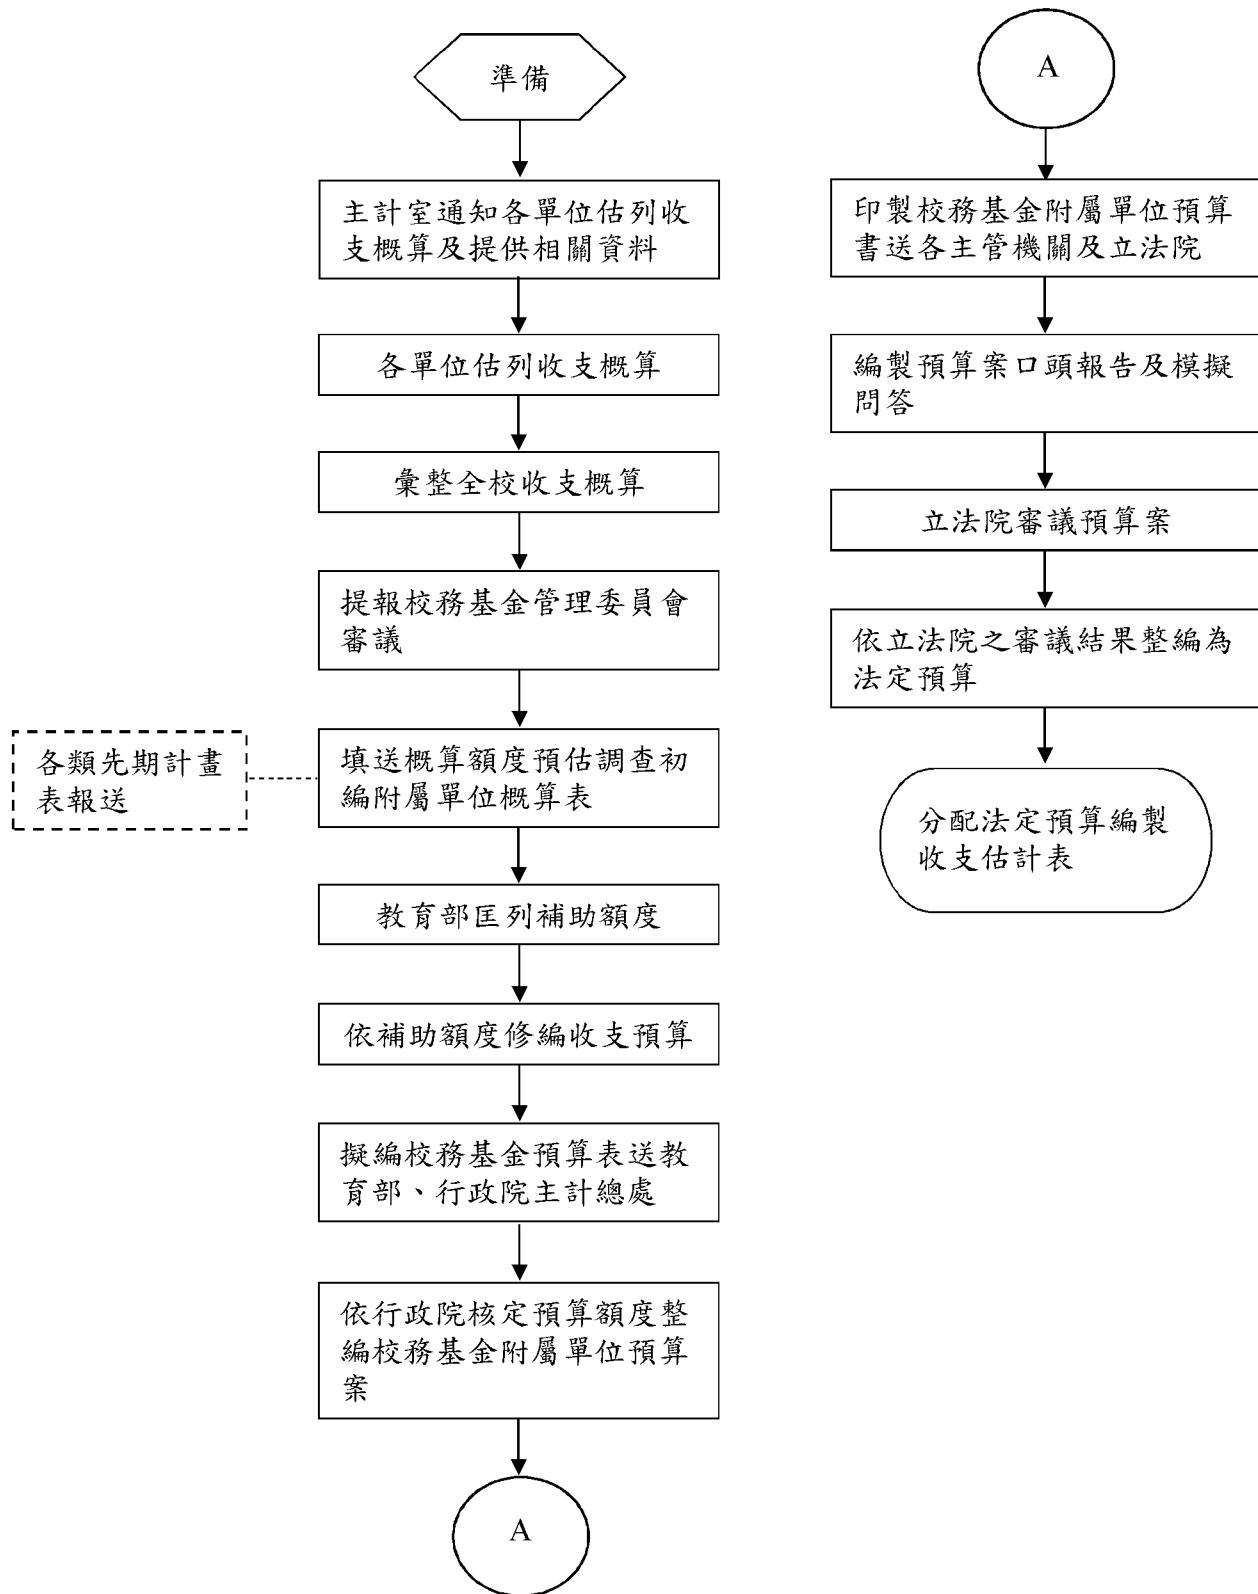 準備
主計室通知各單位估列收
支概算及提供相關資料
各單位估列收支概算
彙整全校收支概算
提報校務基金管理委員會
審議
各類先期計畫
表報送
填送概算額度預估調查初
編附屬單位概算表
教育部匡列補助額度
依補助額度修編收支預算
擬編校務基金預算表送教
育部、行政院主計總處
依行政院核定預算額度整
編校務基金附屬單位預算
案
A
A
印製校務基金附屬單位預算
書送各主管機關及立法院
編製預算案口頭報告及模擬
問答
立法院審議預算案
依立法院之審議結果整編為
法定預算
分配法定預算編製
收支估計表